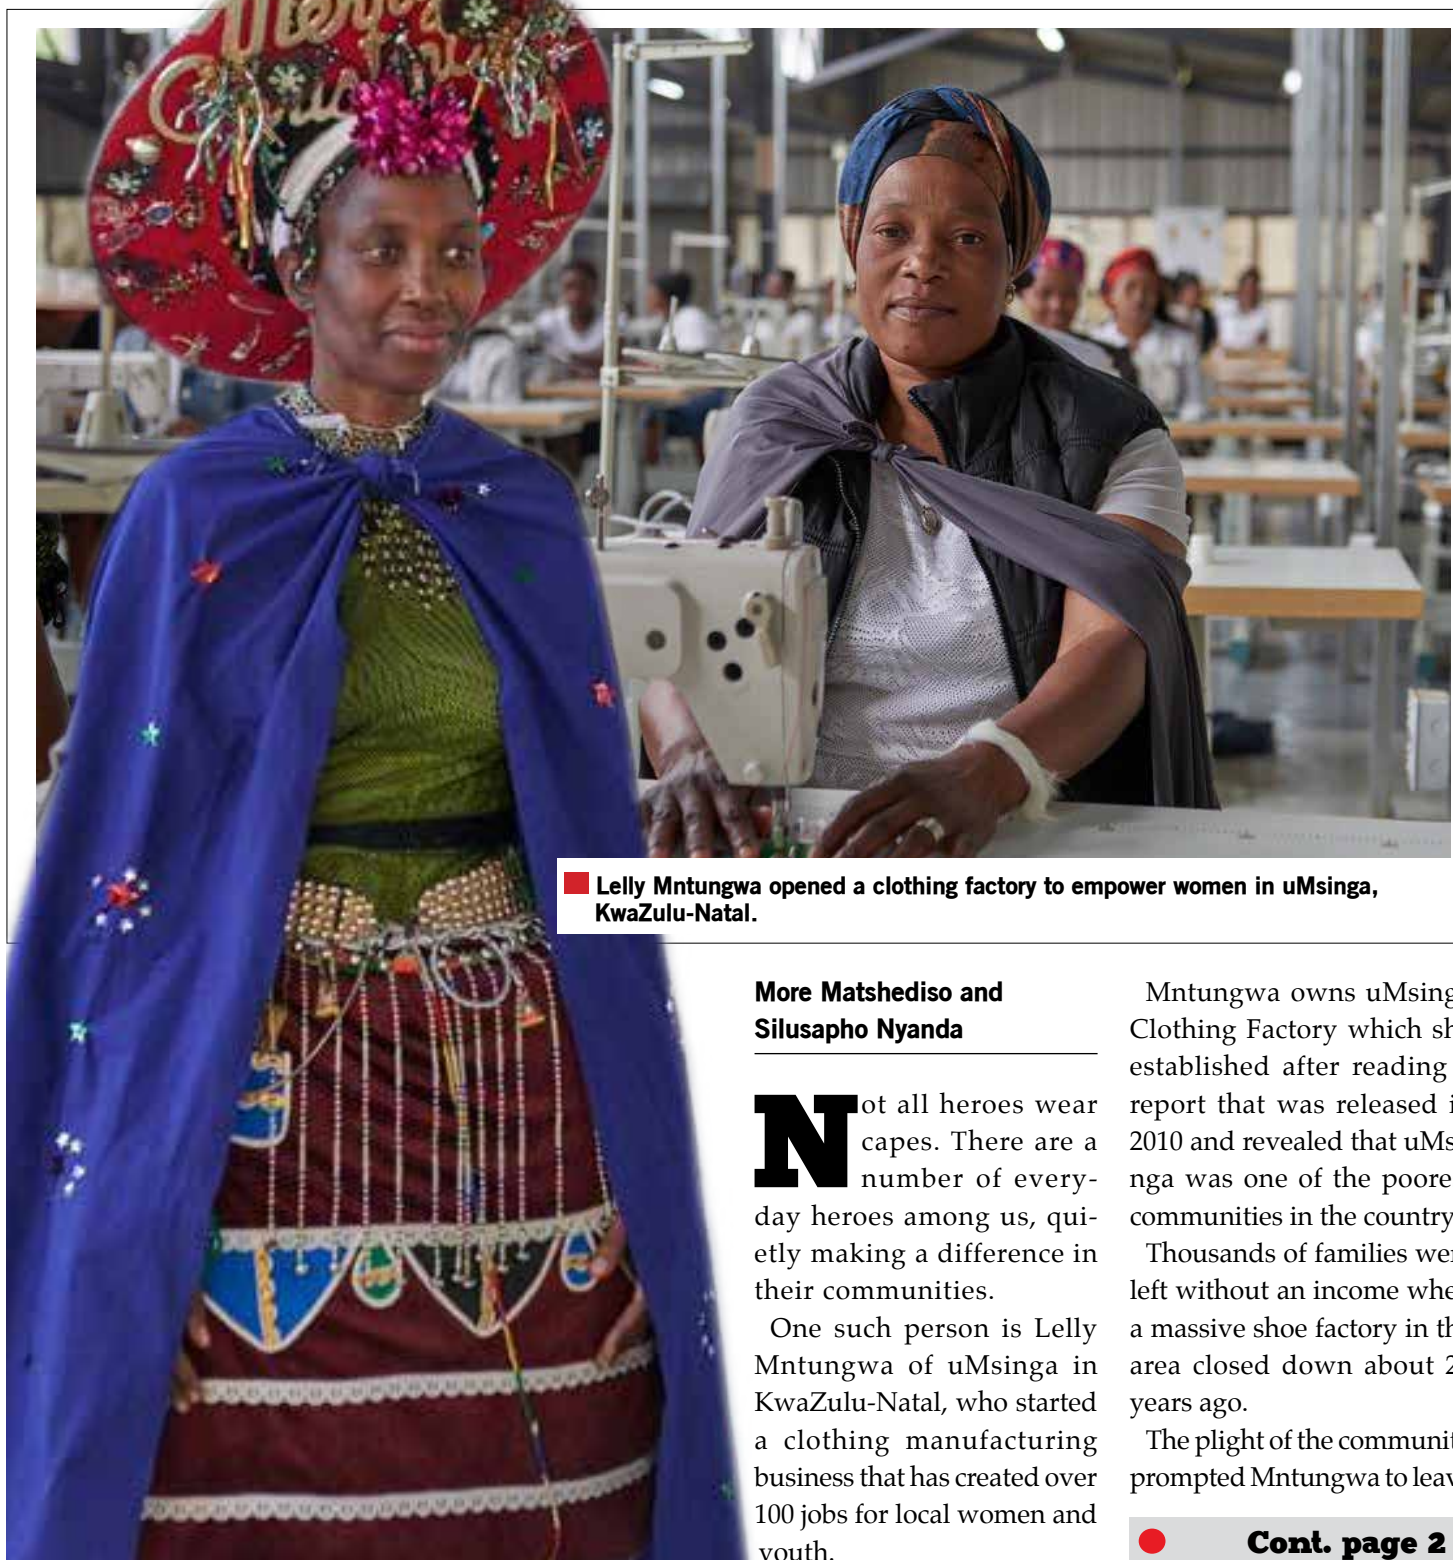 Lelly Mntungwa opened a clothing factory to empower women in uMsinga,
KwaZulu-Natal.
More Matshediso and
Silusapho Nyanda
Not all heroes wear
capes. There are a
number of every-
day heroes among us, qui-
etly making a difference in
their communities.
One such person is Lelly
Mntungwa of uMsinga in
KwaZulu-Natal, who started
a clothing manufacturing
business that has created over
100 jobs for local women and
youth.
Mntungwa owns uMsing
Clothing Factory which sh
established after reading
report that was released i
2010 and revealed that uMs
nga was one of the poore
communities in the country
Thousands of families wer
left without an income whe
a massive shoe factory in th
area closed down about 2
years ago.
The plight of the communit
prompted Mntungwa to leav
Cont. page 2